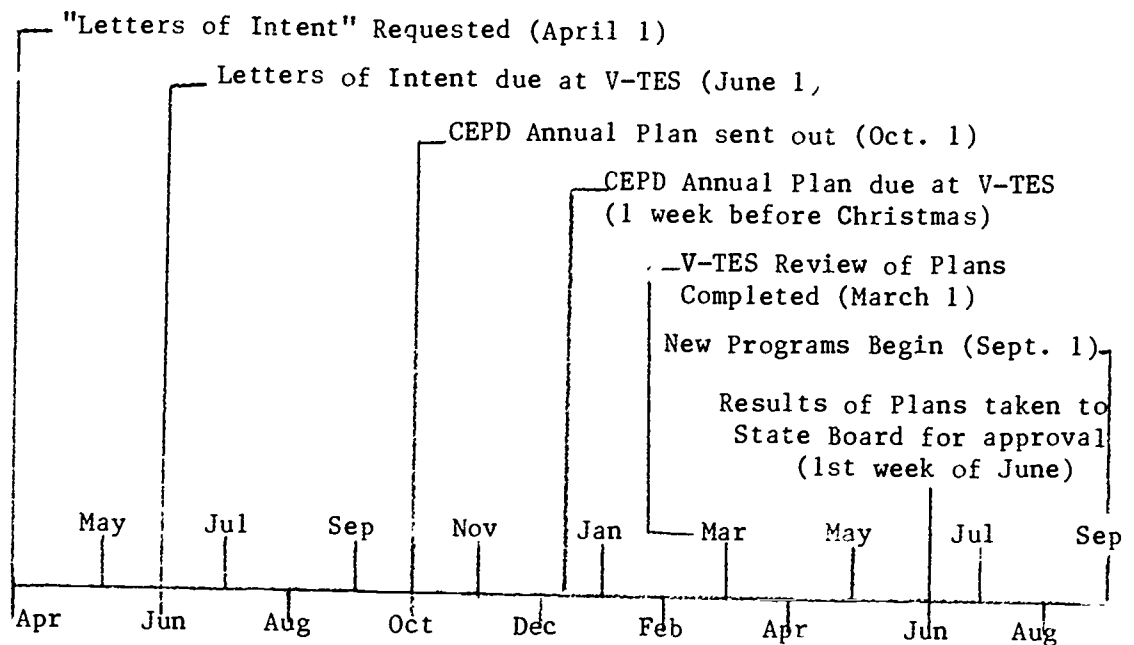 "Letters of Intent" Requested (April 1)
Letters of Intent due at V-TES (June 1,
CEPD Annual Plan sent out (Oct. 1)
CEPD Annual Plan due at V-TES
(1 week before Christmas)
V-TES Review of Plans
Completed (March 1)
New Programs Begin (Sept. 1)
Results of Plans taken to
State Board for approval
(1st week of June)
May Jul Sep Nov Jan Mar May Jul Sep
Apr Jun Aug Oct Dec Feb Apr Jun Aug